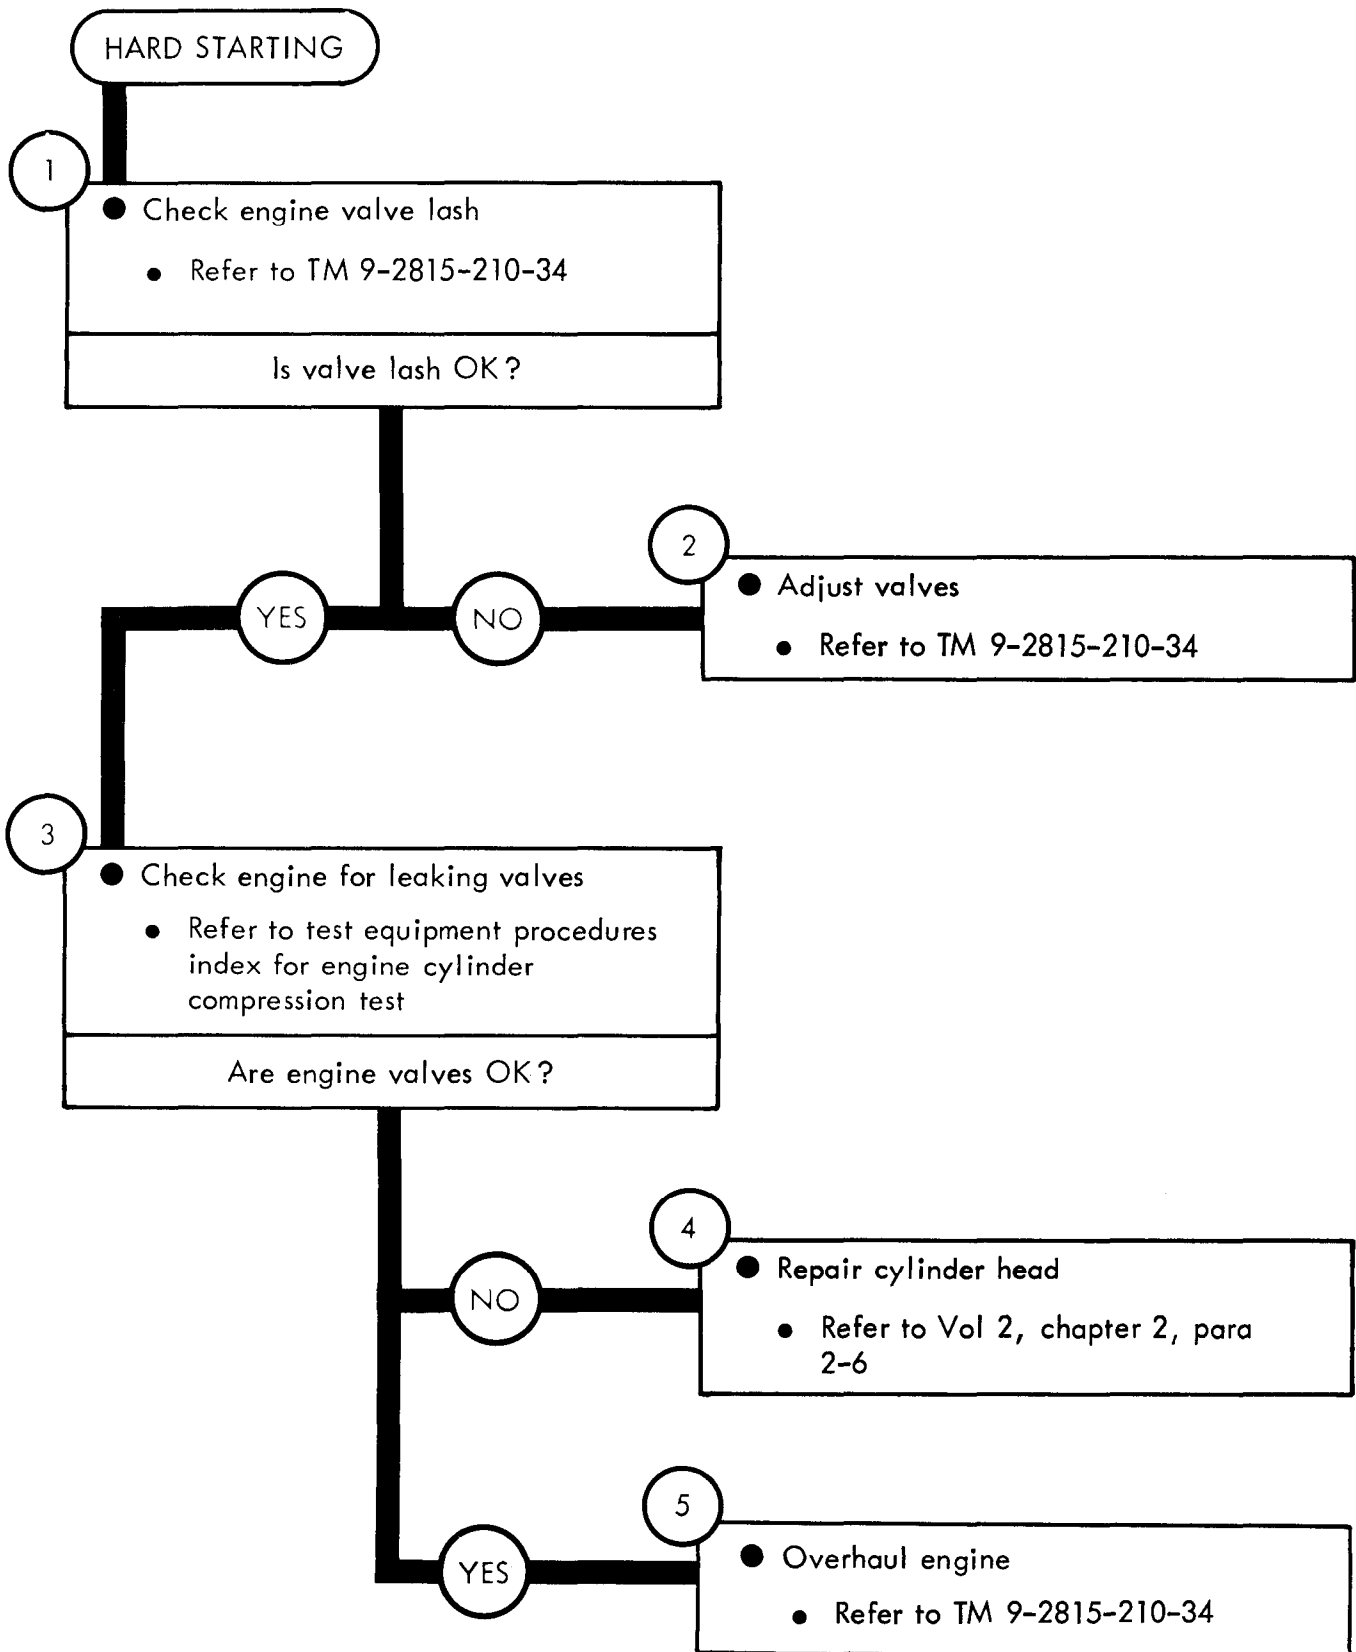 HARD STARTING
1
● Check engine valve lash
● Refer to TM 9-2815-210-34
Is valve lash OK?
2
● Adjust valves
● Refer to TM 9-2815-210-34
YES
NO
3
● Check engine for leaking valves
● Refer to test equipment procedures
index for engine cylinder
compression test
Are engine valves OK?
4
● Repair cylinder head
● Refer to Vol 2, chapter 2, para
2-6
NO
5
● Overhaul engine
● Refer to TM 9-2815-210-34
YES